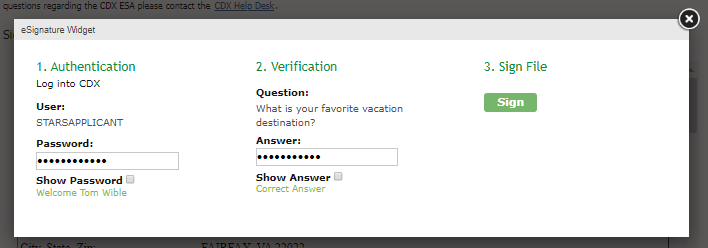 questions regarding the CDX ESA please contact the CDX Help Desk.
eSignature Widget
1. Authentication
Log into CDX
User:
STARSAPPLICANT
Password:
••••••••••••
Show Password
Welcome Tom Wible
2. Verification
Question:
What is your favorite vacation
destination?
Answer:
•••••••••••
Show Answer
Correct Answer
3. Sign File
Sign
City, State, Zip:
FAIRFAX, VA 22033